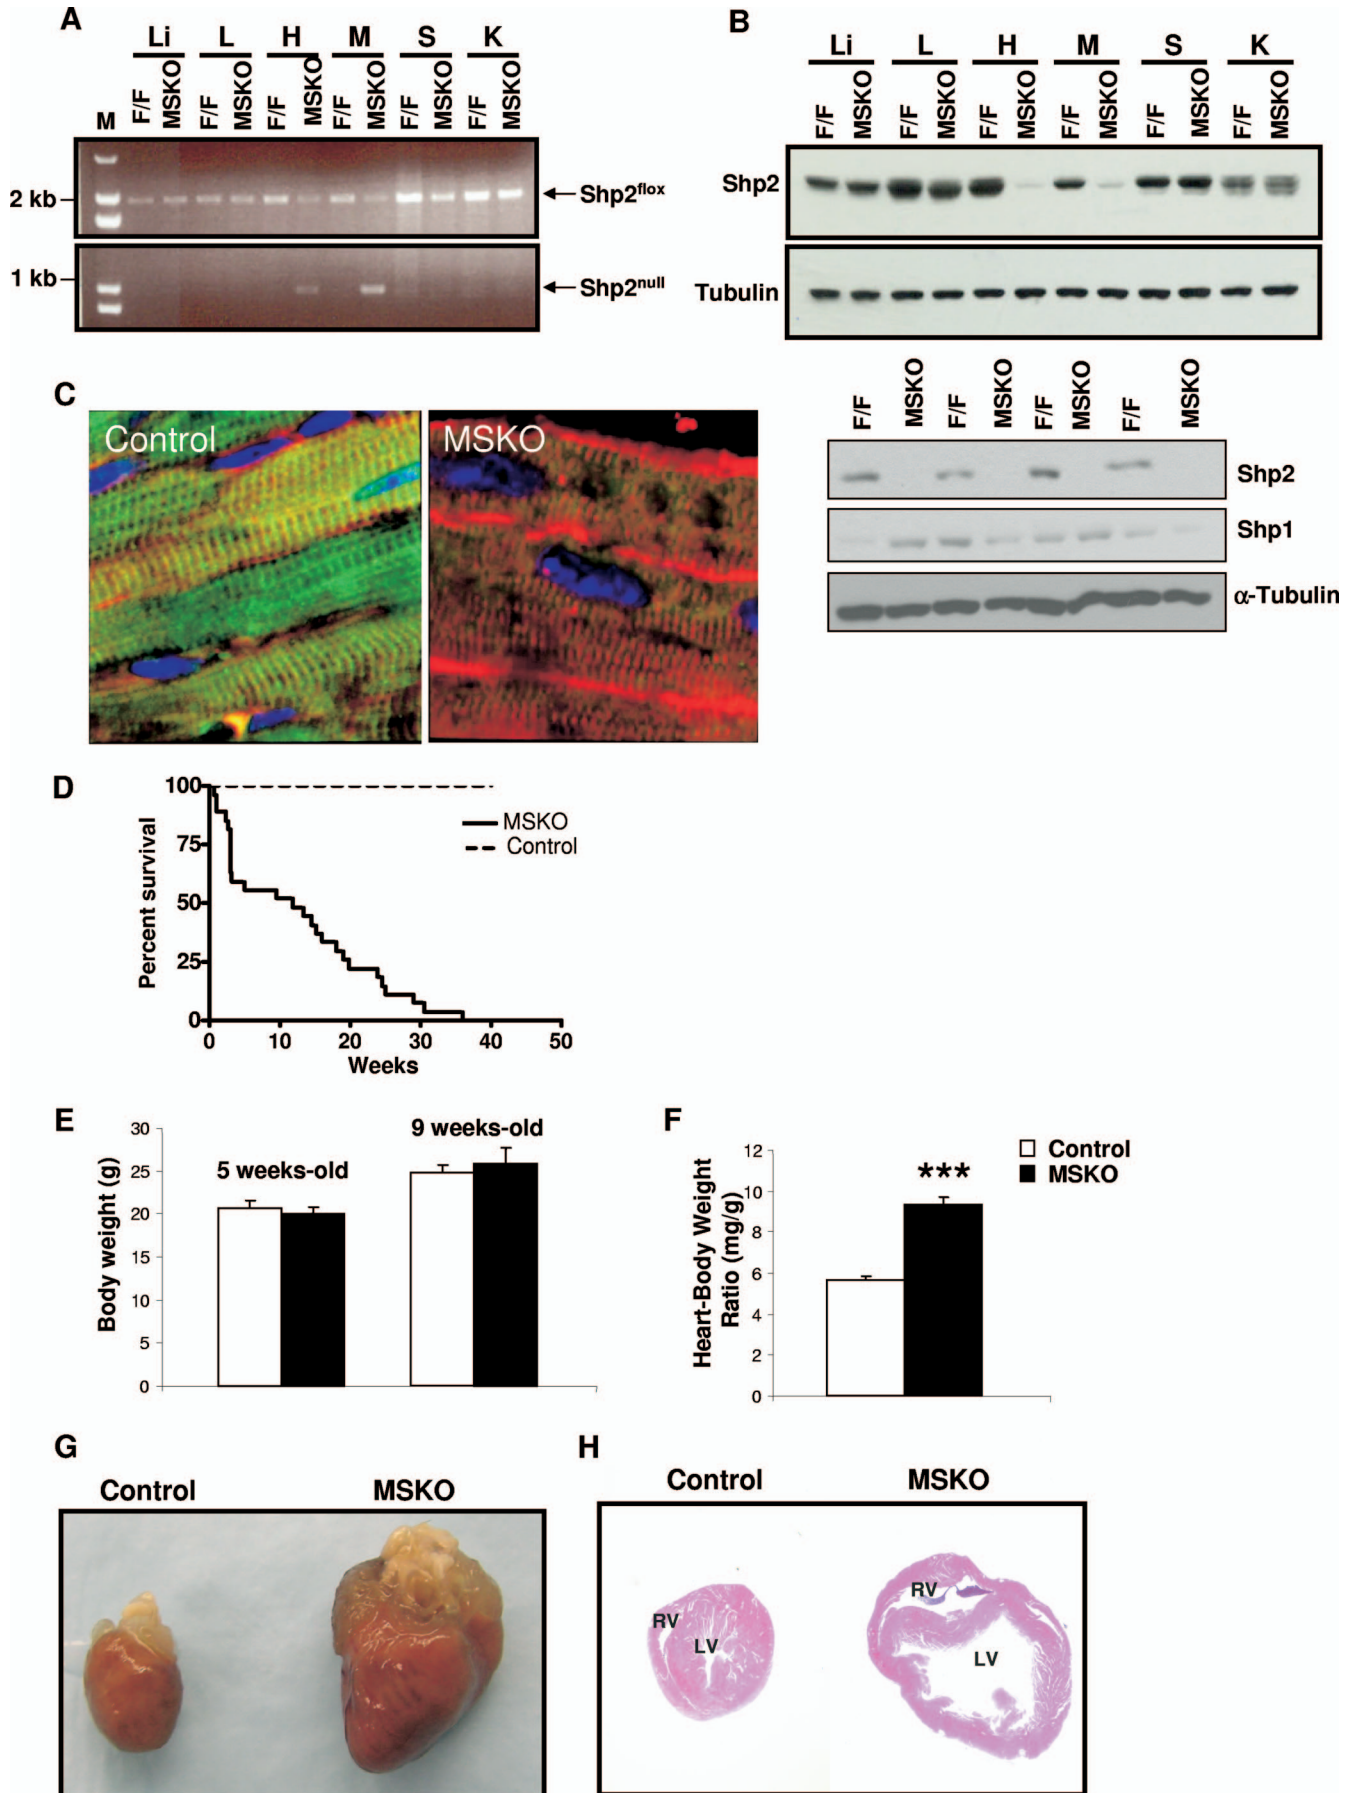 A
Li L H M S K
M F/F MSKO F/F MSKO F/F MSKO F/F MSKO F/F MSKO F/F MSKO
2 kb
Shp2flox
1 kb
Shp2null
B
Li L H M S K
F/F MSKO F/F MSKO F/F MSKO F/F MSKO F/F MSKO F/F MSKO
Shp2
Tubulin
F/F MSKO F/F MSKO F/F MSKO F/F MSKO
Shp2
Shp1
α-Tubulin
C
Control
MSKO
D
Percent survival
100
75
50
25
0
0 10 20 30 40 50
Weeks
MSKO
Control
E
Body weight (g)
30
25
20
15
10
5
0
5 weeks-old
9 weeks-old
F
Heart-Body Weight
Ratio (mg/g)
12
10
8
6
4
2
0
***
Control
MSKO
G
Control MSKO
H
Control MSKO
RV
LV
RV
LV